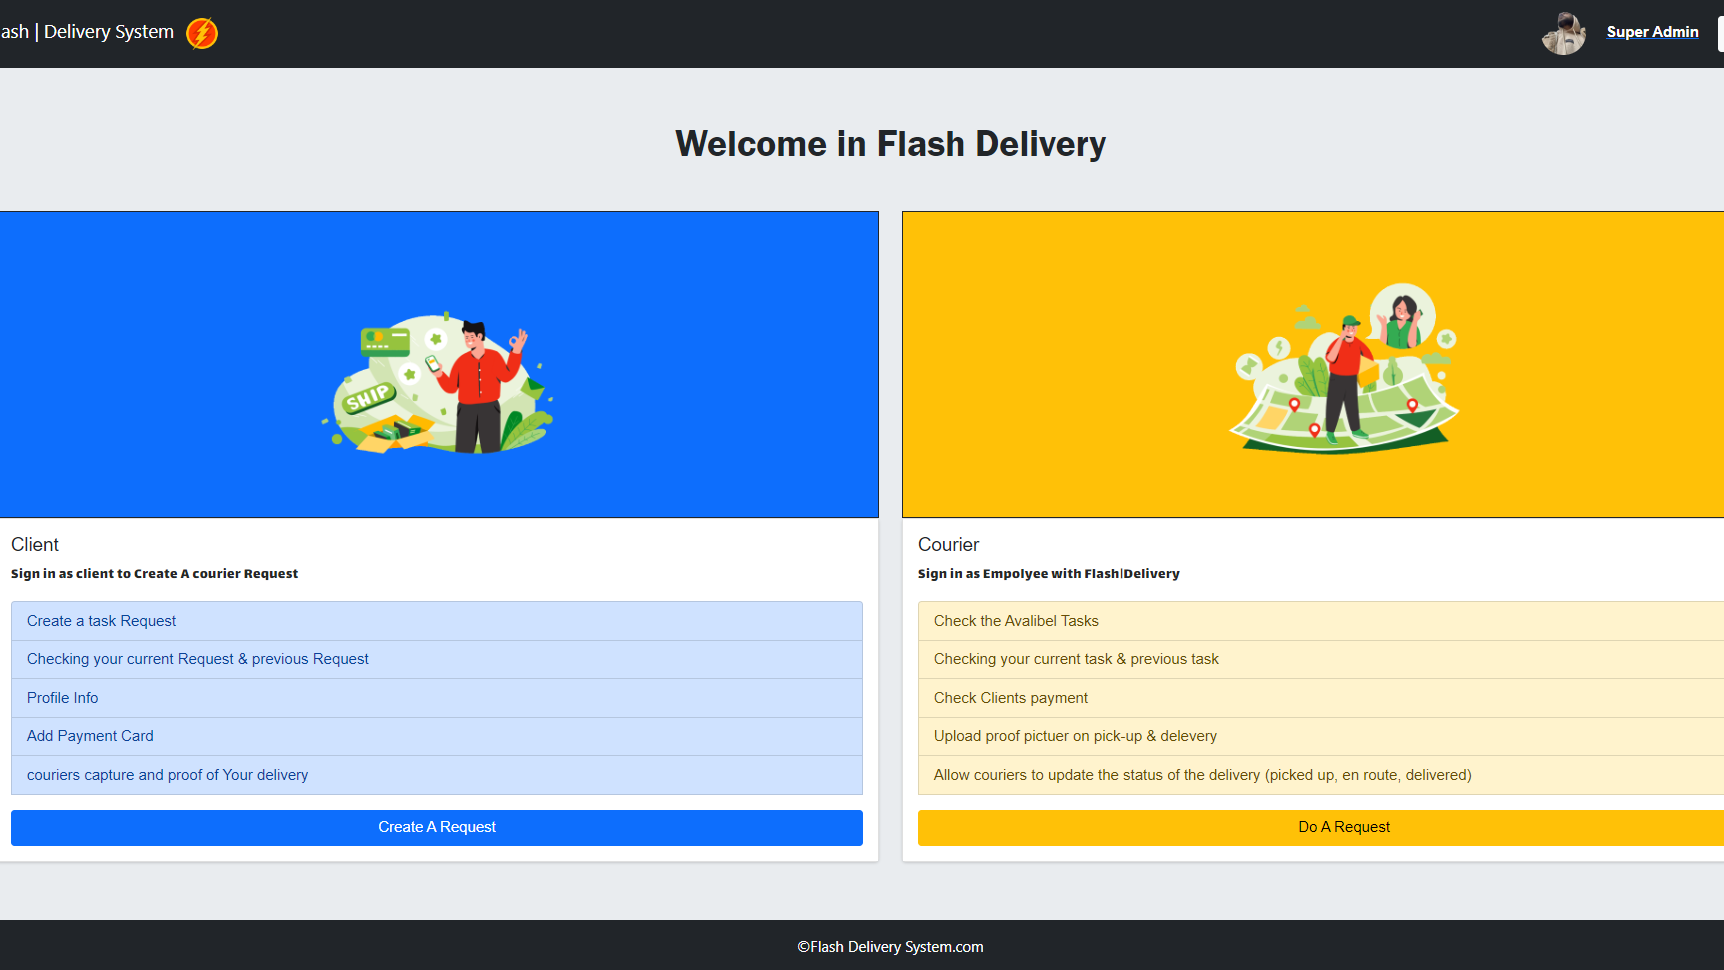 ash | Delivery System
Super Admin
Welcome in Flash Delivery
SHIP
Client
Sign in as client to Create A courier Request
Create a task Request
Checking your current Request & previous Request
Profile Info
Add Payment Card
couriers capture and proof of Your delivery
Create A Request
Courier
Sign in as Empolyee with Flash|Delivery
Check the Avalibel Tasks
Checking your current task & previous task
Check Clients payment
Upload proof pictuer on pick-up & delevery
Allow couriers to update the status of the delivery (picked up, en route, delivered)
Do A Request
©Flash Delivery System.com